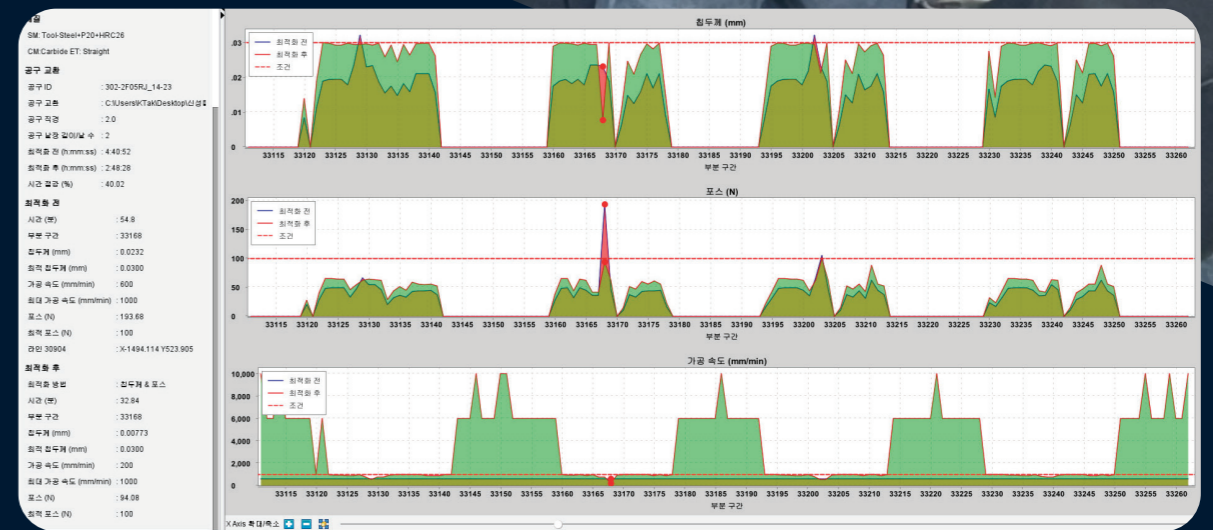 SM: Tool-Steel+P20+HRC26
CM:Carbide ET: Straight
공구 교환
공구 ID : 302-2F05RJ_14-23
공구 교환 : C:\Users\KTak\Desktop\신성
공구 직경 : 2.0
공구 날장 길이/날 수 : 2
최적화 전 (h:mm:ss) : 4:40:52
최적화 후 (h:mm:ss) : 2:48:28
시간 절감 (%) : 40.02
최적화 전
시간 (분) : 54.8
부분 구간 : 33168
칩두께 (mm) : 0.0232
최적 칩두께 (mm) : 0.0300
가공 속도 (mm/min) : 600
최대 가공 속도 (mm/min) : 1000
포스 (N) : 193.68
최적 포스 (N) : 100
라인 30904 : X-1494.114 Y523.905
최적화 후
최적화 방법 : 칩두께 & 포스
시간 (분) : 32.84
부분 구간 : 33168
칩두께 (mm) : 0.00773
최적 칩두께 (mm) : 0.0300
가공 속도 (mm/min) : 200
최대 가공 속도 (mm/min) : 1000
포스 (N) : 94.08
최적 포스 (N) : 100
칩두께 (mm)
.03
.02
.01
0
최적화 전
최적화 후
조건
33115 33120 33125 33130 33135 33140 33145 33150 33155 33160 33165 33170 33175 33180 33185 33190 33195 33200 33205 33210 33215 33220 33225 33230 33235 33240 33245 33250 33255 33260
부분 구간
포스 (N)
200
150
100
50
0
최적화 전
최적화 후
조건
33115 33120 33125 33130 33135 33140 33145 33150 33155 33160 33165 33170 33175 33180 33185 33190 33195 33200 33205 33210 33215 33220 33225 33230 33235 33240 33245 33250 33255 33260
부분 구간
가공 속도 (mm/min)
10,000
8,000
6,000
4,000
2,000
0
최적화 전
최적화 후
조건
33115 33120 33125 33130 33135 33140 33145 33150 33155 33160 33165 33170 33175 33180 33185 33190 33195 33200 33205 33210 33215 33220 33225 33230 33235 33240 33245 33250 33255 33260
부분 구간
X Axis 확대/축소